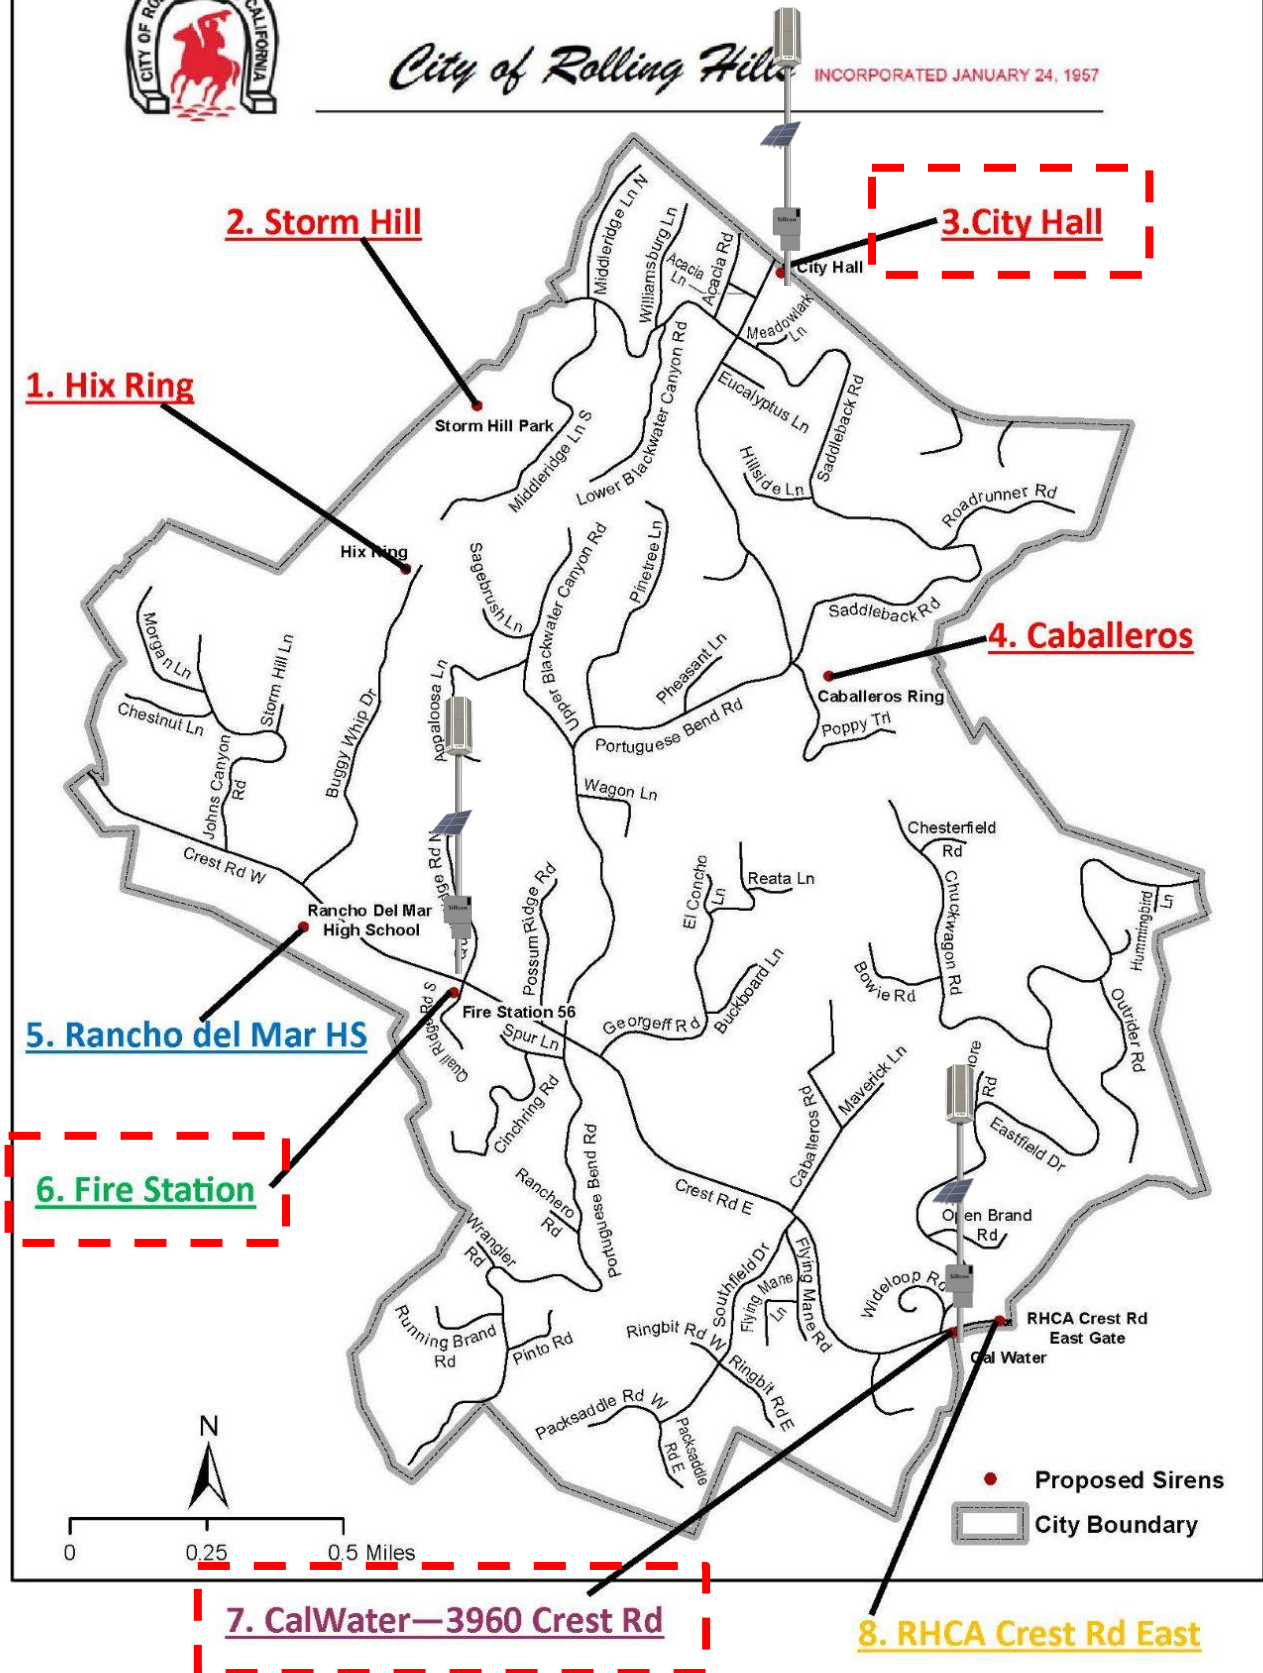 CITY OF RO
CALIFORNIA
City of Rolling Hills
INCORPORATED JANUARY 24, 1957
2. Storm Hill
3.City Hall
1. Hix Ring
Middleridge Ln N
Williamsburg Ln
Acacia
Ln
Acacia Rd
City Hall
Meadowlark
Ln
Storm Hill Park
Middleridge Ln S
Lower Blackwater Canyon Rd
Eucalyptus Ln
Saddleback Rd
Hillside Ln
Roadrunner Rd
Hix Ring
Sagebrush Ln
Upper Blackwater Canyon Rd
Pinetree Ln
Saddleback Rd
4. Caballeros
Caballeros Ring
Morgan Ln
Storm Hill Ln
Chestnut Ln
Johns Canyon
Rd
Buggy Whip Dr
Appaloosa Ln
Pheasant Ln
Portuguese Bend Rd
Poppy Trl
Wagon Ln
Crest Rd W
Chesterfield
Rd
Chuckwagon Rd
El Concho
Ln
Reata Ln
Possum Ridge Rd
Rancho Del Mar
High School
Silicon
Hummingbird
Ln
Bowie Rd
Buckboard Ln
Outrider Rd
5. Rancho del Mar HS
Quail Ridge Rd S
Fire Station 56
Spur Ln
Georgeff Rd
Cinchring Rd
Caballeros Rd
Maverick Ln
ore
Rd
Eastfield Dr
6. Fire Station
Ranchero
Rd
Portuguese Bend Rd
Crest Rd E
Open Brand
Rd
Wrangler
Rd
Southfield Dr
Flying Mane
Ln
Flying Mane Rd
Wideloop Rd
Running Brand
Rd
Pinto Rd
Ringbit Rd W
Ringbit Rd E
RHCA Crest Rd
East Gate
Cal Water
Packsaddle Rd W
Packsaddle
Rd E
N
0 0.25 0.5 Miles
Proposed Sirens
City Boundary
7. CalWater—3960 Crest Rd
8. RHCA Crest Rd East